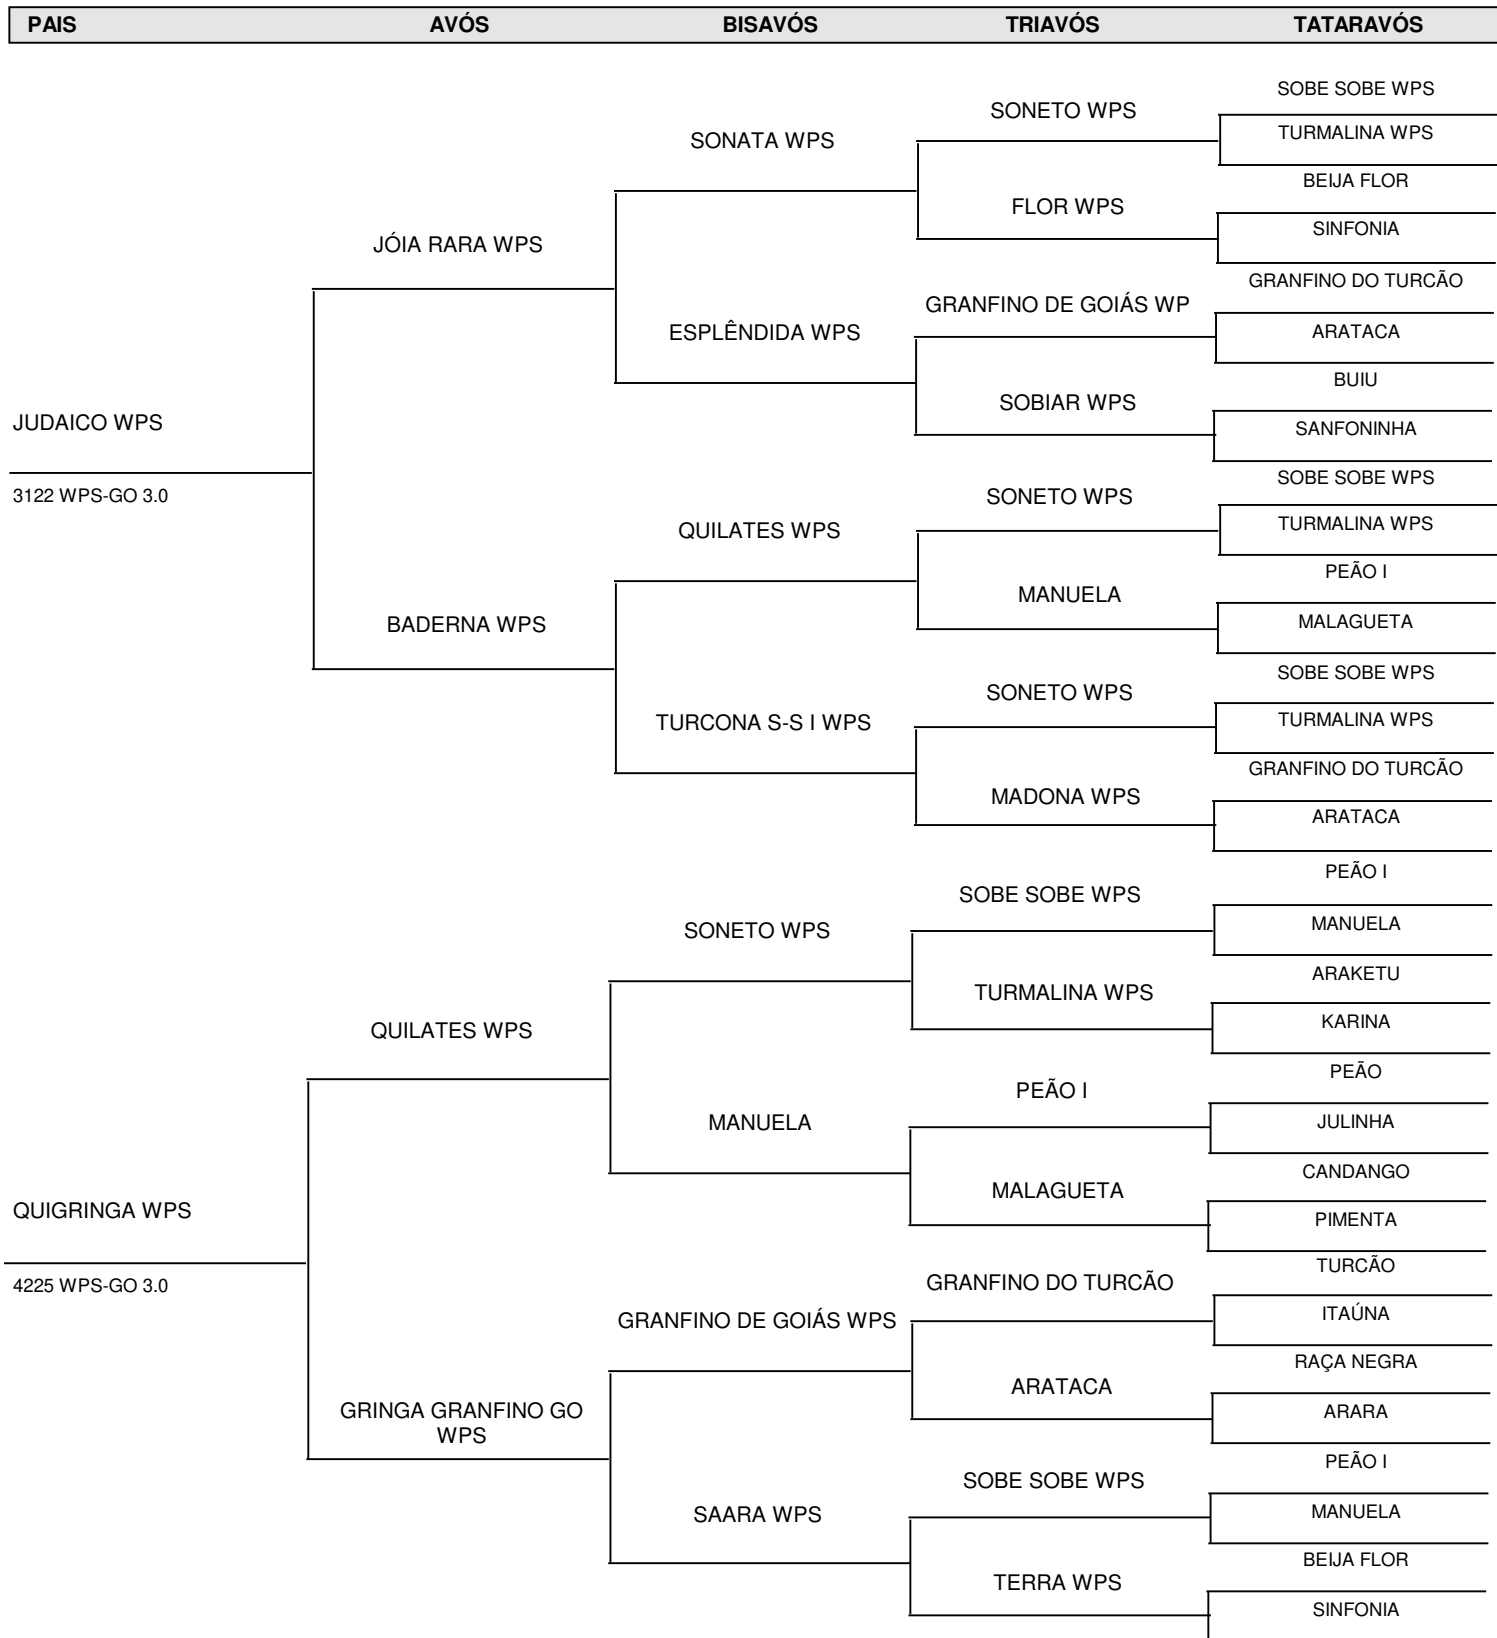 PAIS AVÓS BISAVÓS TRIAVÓS TATARAVÓS
SOBE SOBE WPS
SONETO WPS
TURMALINA WPS
SONATA WPS
BEIJA FLOR
FLOR WPS
SINFONIA
JÓIA RARA WPS
GRANFINO DO TURCÃO
GRANFINO DE GOIÁS WP
ARATACA
ESPLÊNDIDA WPS
BUIU
SOBIAR WPS
SANFONINHA
JUDAICO WPS
3122 WPS-GO 3.0
SOBE SOBE WPS
SONETO WPS
TURMALINA WPS
QUILATES WPS
PEÃO I
MANUELA
MALAGUETA
BADERNA WPS
SOBE SOBE WPS
SONETO WPS
TURMALINA WPS
TURCONA S-S I WPS
GRANFINO DO TURCÃO
MADONA WPS
ARATACA
PEÃO I
SOBE SOBE WPS
MANUELA
SONETO WPS
ARAKETU
TURMALINA WPS
KARINA
QUILATES WPS
PEÃO
PEÃO I
JULINHA
MANUELA
CANDANGO
MALAGUETA
PIMENTA
QUIGRINGA WPS
4225 WPS-GO 3.0
TURCÃO
GRANFINO DO TURCÃO
ITAÚNA
GRANFINO DE GOIÁS WPS
RAÇA NEGRA
ARATACA
ARARA
GRINGA GRANFINO GO
WPS
PEÃO I
SOBE SOBE WPS
MANUELA
SAARA WPS
BEIJA FLOR
TERRA WPS
SINFONIA